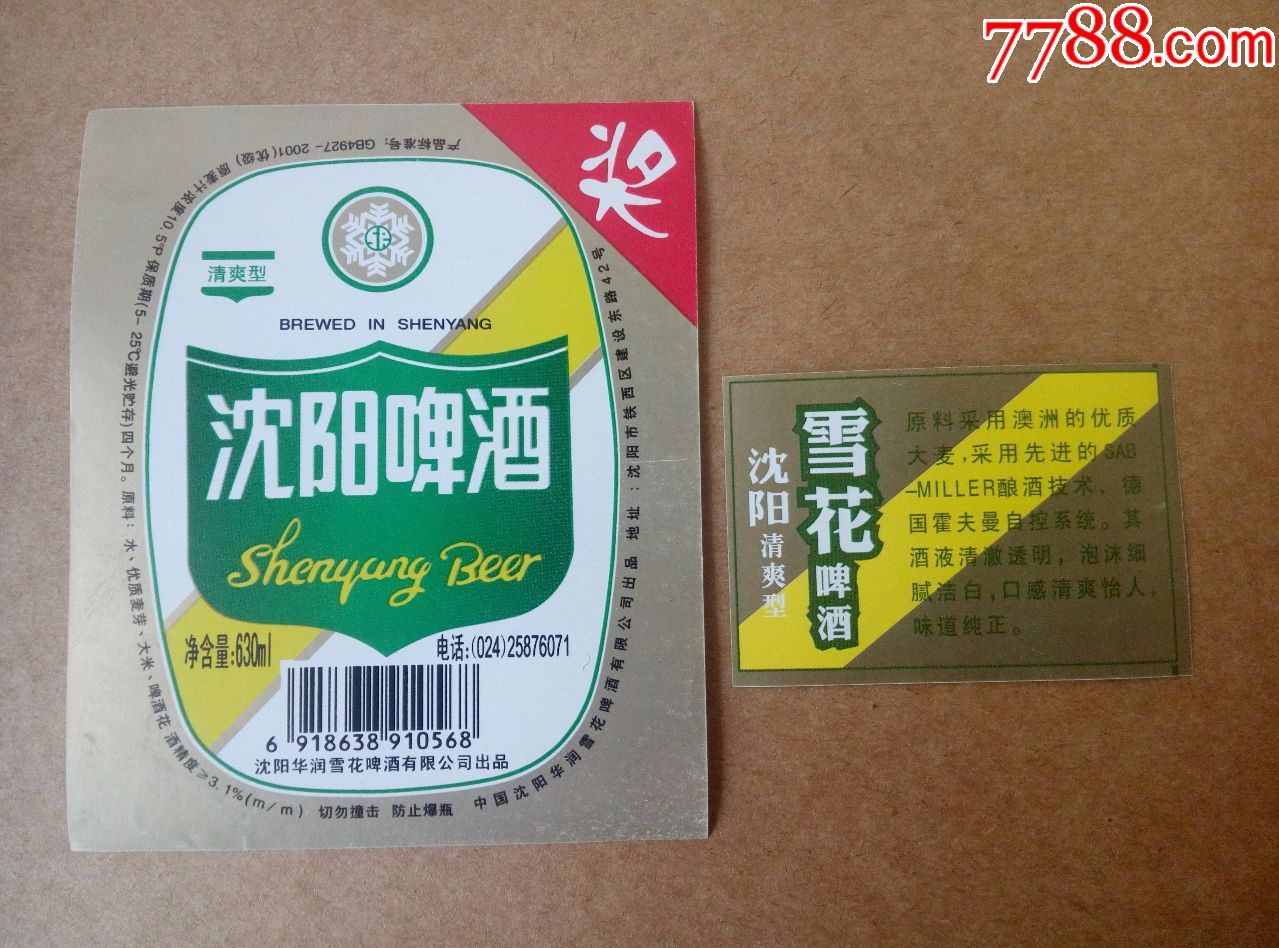 7788.com
奖
产品标准号: GB4927-2001(优级) 原麦汁浓度10.5°P 保质期(5-25℃避光贮存)四个月。原料: 水、优质麦芽、大米、啤酒花 酒精度≥3.1%(m/m) 切勿撞击 防止爆瓶 中国沈阳华润雪花啤酒有限公司出品 地址: 沈阳市铁西区建设东路42号
清爽型
BREWED IN SHENYANG
沈阳啤酒
Shenyang Beer
净含量:630ml
电话:(024)25876071
6 918638 910568
沈阳华润雪花啤酒有限公司出品
雪花啤酒
沈阳清爽型
原料采用澳洲的优质
大麦,采用先进的SAB
-MILLER酿酒技术、德
国霍夫曼自控系统。其
酒液清澈透明，泡沫细
腻洁白,口感清爽怡人,
味道纯正。